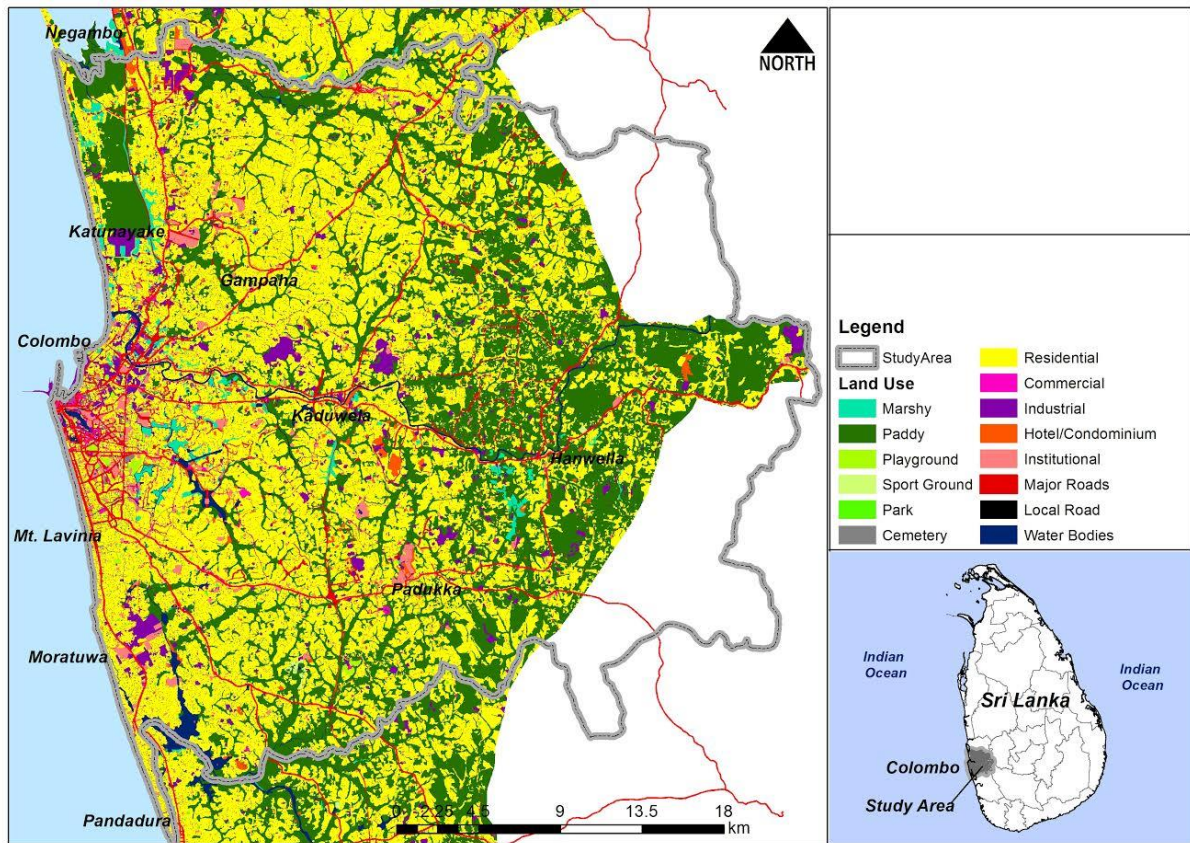 Negambo
NORTH
Katunayake
Gampaha
Colombo
Kaduwela
Hanwella
Mt. Lavinia
Padukka
Moratuwa
Pandadura
0 2.25 4.5 9 13.5 18
km
Legend
StudyArea
Land Use
Marshy
Paddy
Playground
Sport Ground
Park
Cemetery
Residential
Commercial
Industrial
Hotel/Condominium
Institutional
Major Roads
Local Road
Water Bodies
Indian
Ocean
Indian
Ocean
Sri Lanka
Colombo
Study Area